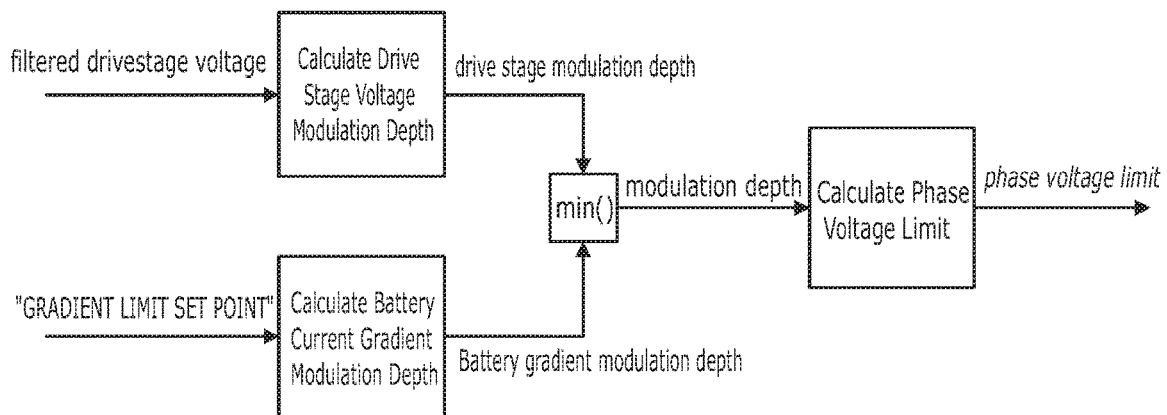 filtered drivestage voltage
Calculate Drive
Stage Voltage
Modulation Depth
drive stage modulation depth
min()
modulation depth
Calculate Phase
Voltage Limit
phase voltage limit
"GRADIENT LIMIT SET POINT"
Calculate Battery
Current Gradient
Modulation Depth
Battery gradient modulation depth